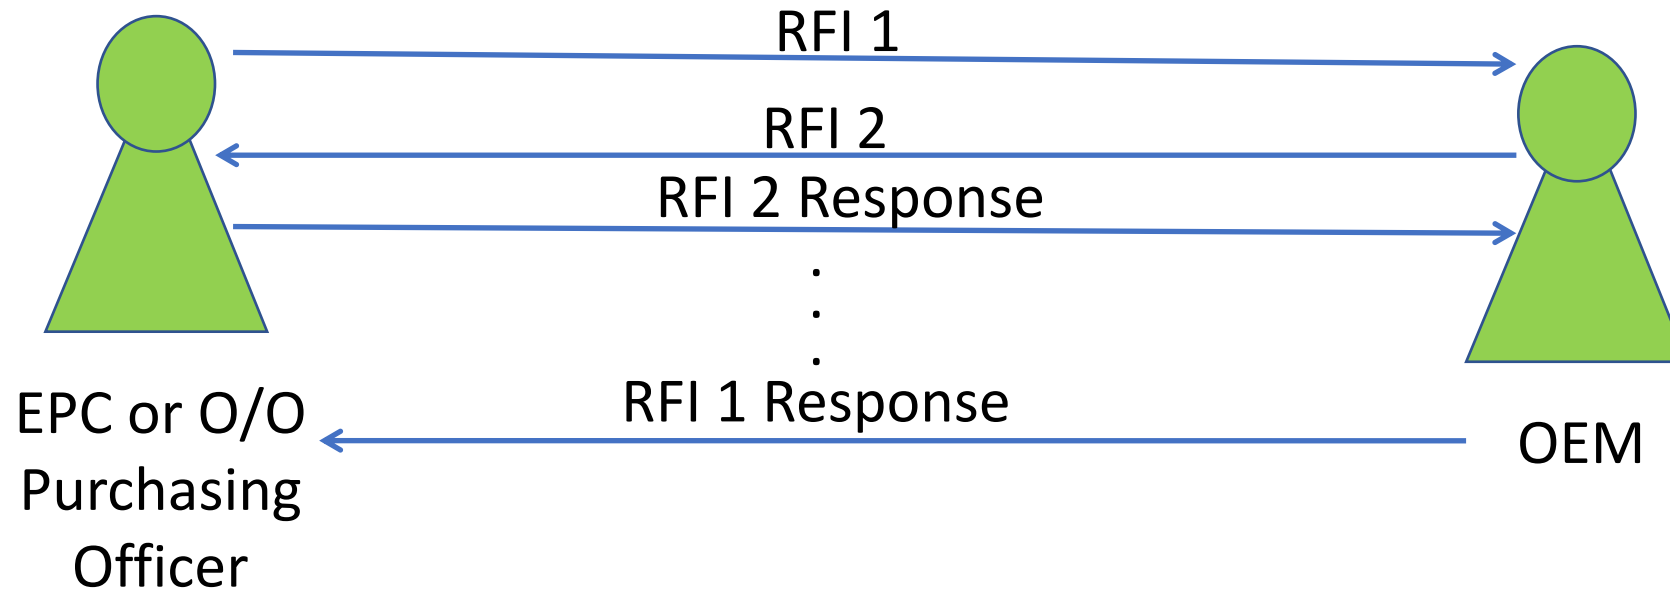 RFI 1
RFI 2
RFI 2 Response
.
.
.
RFI 1 Response
EPC or O/O
Purchasing
Officer
OEM